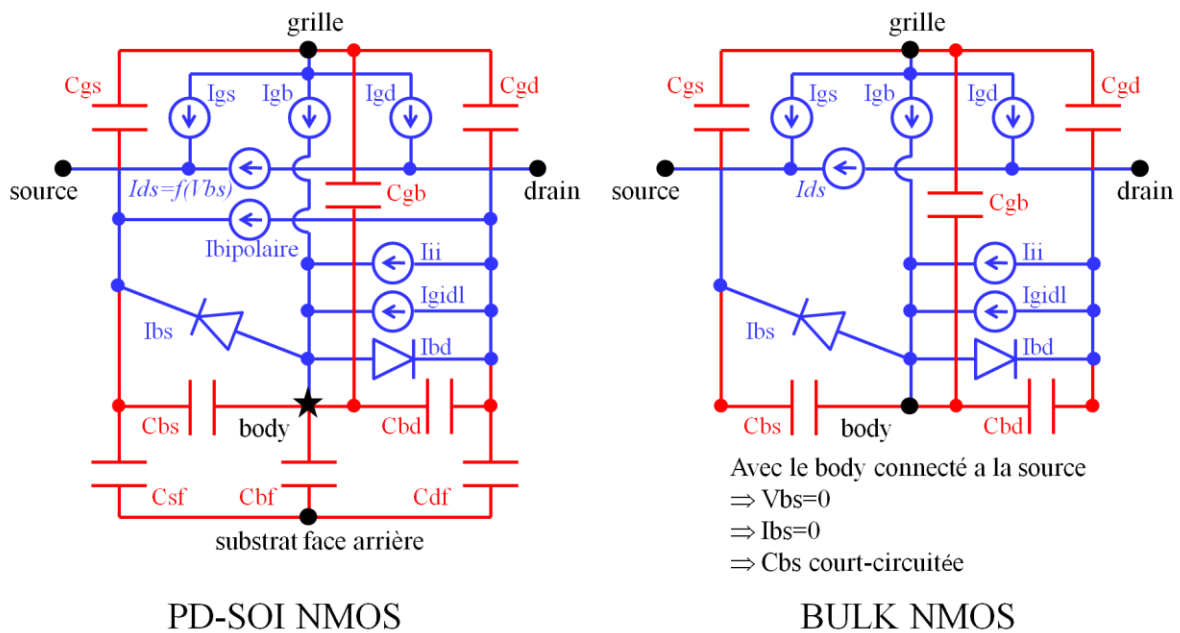 grille
Cgs
Igs
Igb
Igd
Cgd
source
Ids=f(Vbs)
drain
Cgb
Ibipolaire
Iii
Igidl
Ibs
Ibd
Cbs
body
Cbd
Csf
Cbf
Cdf
substrat face arrière
PD-SOI NMOS
grille
Cgs
Igs
Igb
Igd
Cgd
source
Ids
drain
Cgb
Iii
Igidl
Ibs
Ibd
Cbs
body
Cbd
Avec le body connecté a la source
⇒ Vbs=0
⇒ Ibs=0
⇒ Cbs court-circuitée
BULK NMOS